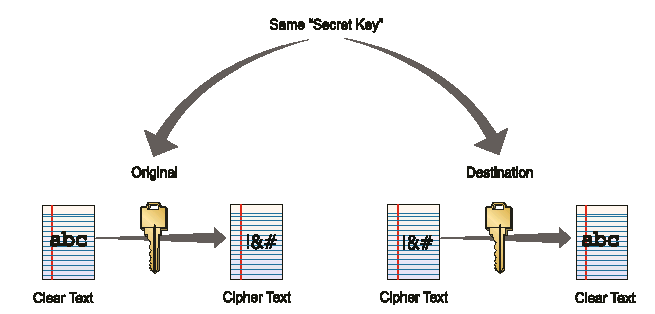 Same "Secret Key"
Original
Destination
abc
!&#
!&#
abc
Clear Text
Cipher Text
Cipher Text
Clear Text